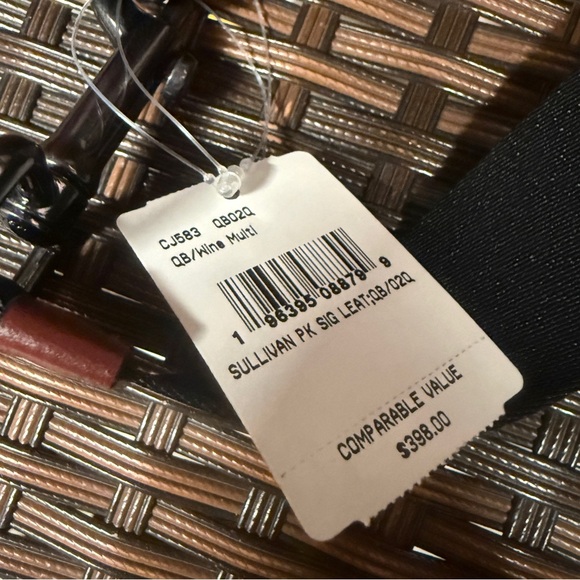 CJ583 QB02Q
QB/Wine Multi
1 96395 08879 9
SULLIVAN PK SIG LEAT;QB/02Q
COMPARABLE VALUE
$398.00